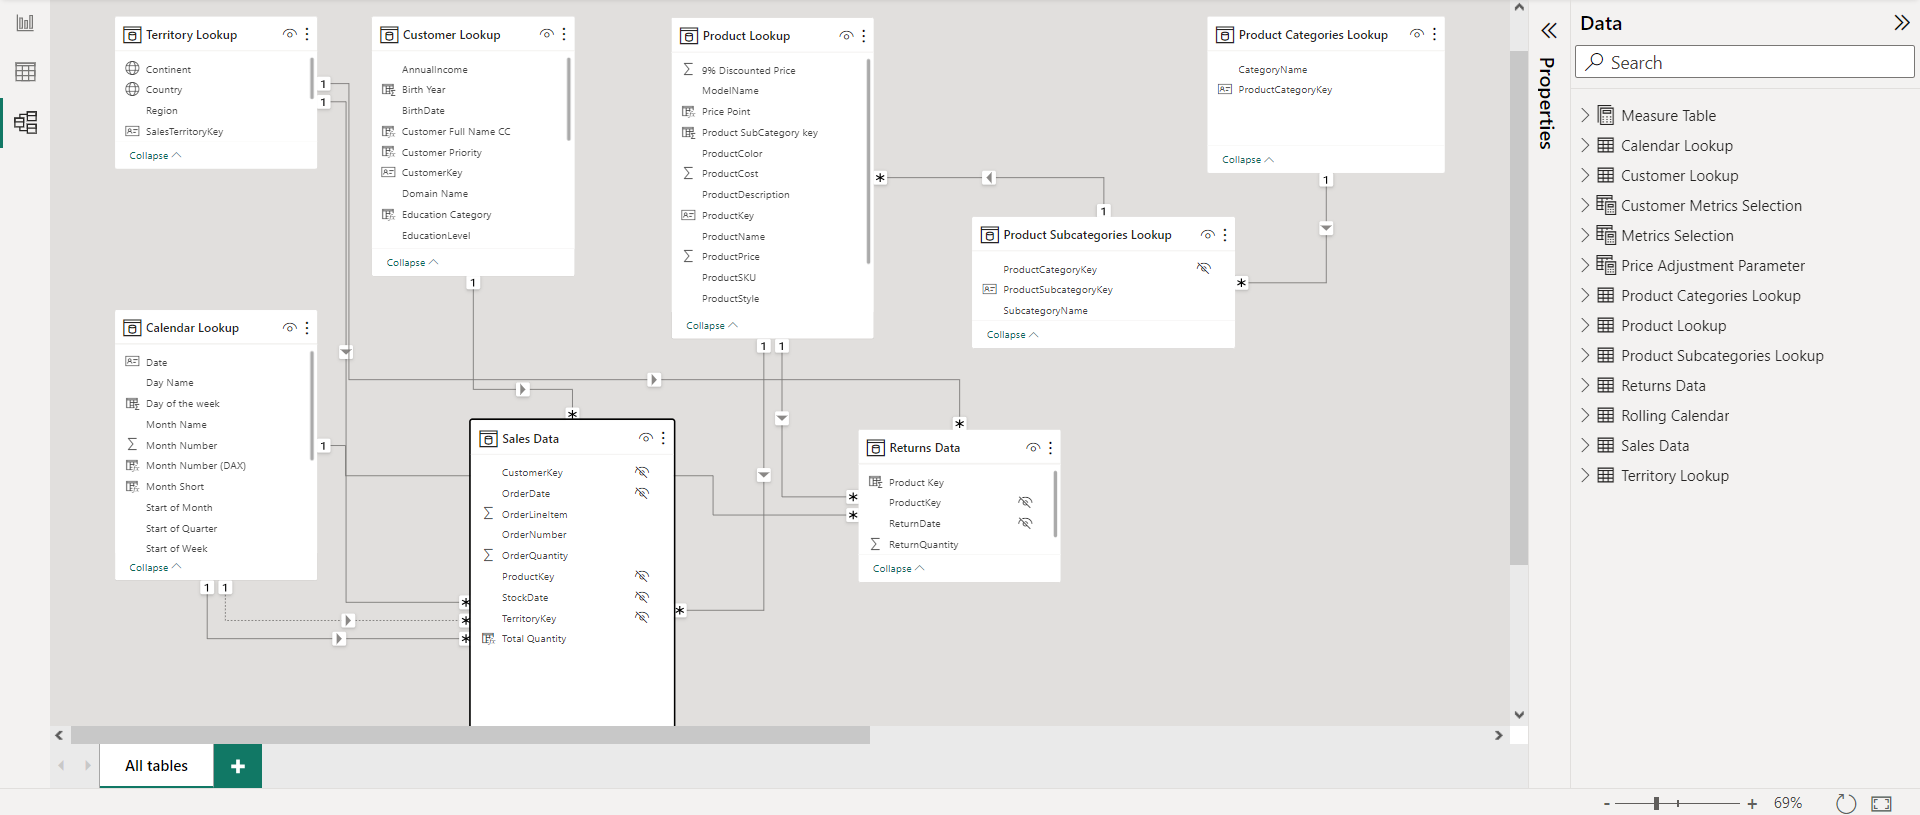 Territory Lookup
Continent
Country
Region
SalesTerritoryKey
Collapse
1
1
Customer Lookup
AnnualIncome
Birth Year
BirthDate
Customer Full Name CC
Customer Priority
CustomerKey
Domain Name
Education Category
EducationLevel
Collapse
1
Product Lookup
9% Discounted Price
ModelName
Price Point
Product SubCategory key
ProductColor
ProductCost
ProductDescription
ProductKey
ProductName
ProductPrice
ProductSKU
ProductStyle
Collapse
1 1
*
Product Categories Lookup
CategoryName
ProductCategoryKey
Collapse
1
1
Product Subcategories Lookup
ProductCategoryKey
ProductSubcategoryKey
SubcategoryName
Collapse
*
Calendar Lookup
Date
Day Name
Day of the week
Month Name
Month Number
Month Number (DAX)
Month Short
Start of Month
Start of Quarter
Start of Week
Collapse
1
1 1
*
Sales Data
CustomerKey
OrderDate
OrderLineItem
OrderNumber
OrderQuantity
ProductKey
StockDate
TerritoryKey
Total Quantity
*
*
*
*
*
Returns Data
Product Key
ProductKey
ReturnDate
ReturnQuantity
Collapse
*
*
All tables
+
Properties
Data
Search
Measure Table
Calendar Lookup
Customer Lookup
Customer Metrics Selection
Metrics Selection
Price Adjustment Parameter
Product Categories Lookup
Product Lookup
Product Subcategories Lookup
Returns Data
Rolling Calendar
Sales Data
Territory Lookup
- + 69%